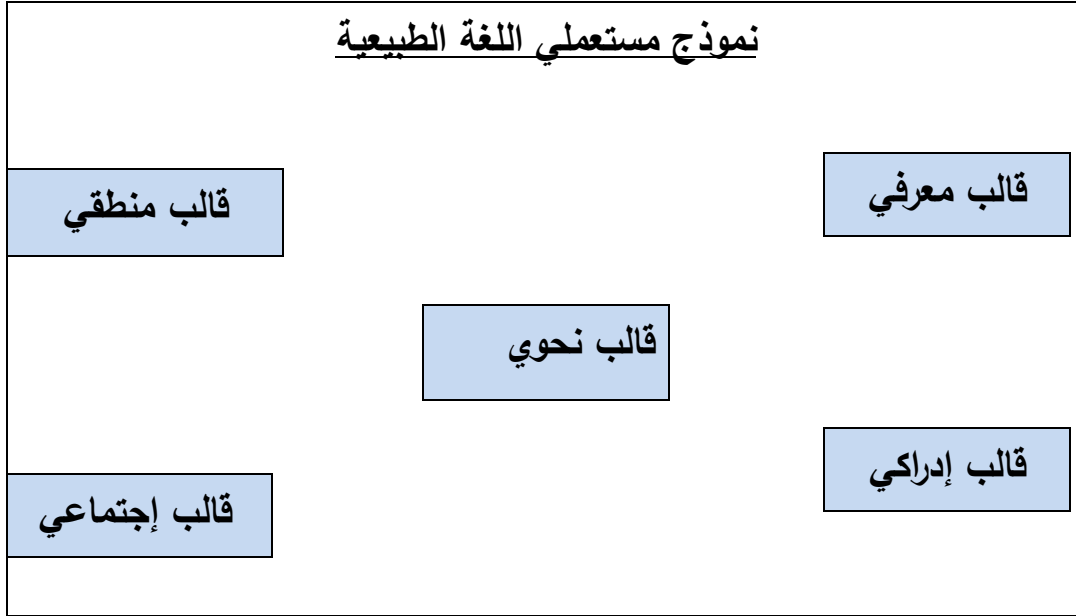 نموذج مستعملي اللغة الطبيعية
قالب معرفي
قالب منطقي
قالب نحوي
قالب إدراكي
قالب إجتماعي